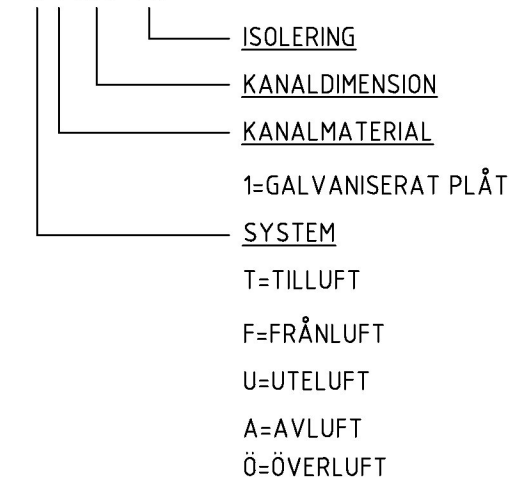 ISOLERING
KANALDIMENSION
KANALMATERIAL
1=GALVANISERAT PLÅT
SYSTEM
T=TILLUFT
F=FRÅNLUFT
U=UTELUFT
A=AVLUFT
Ö=ÖVERLUFT